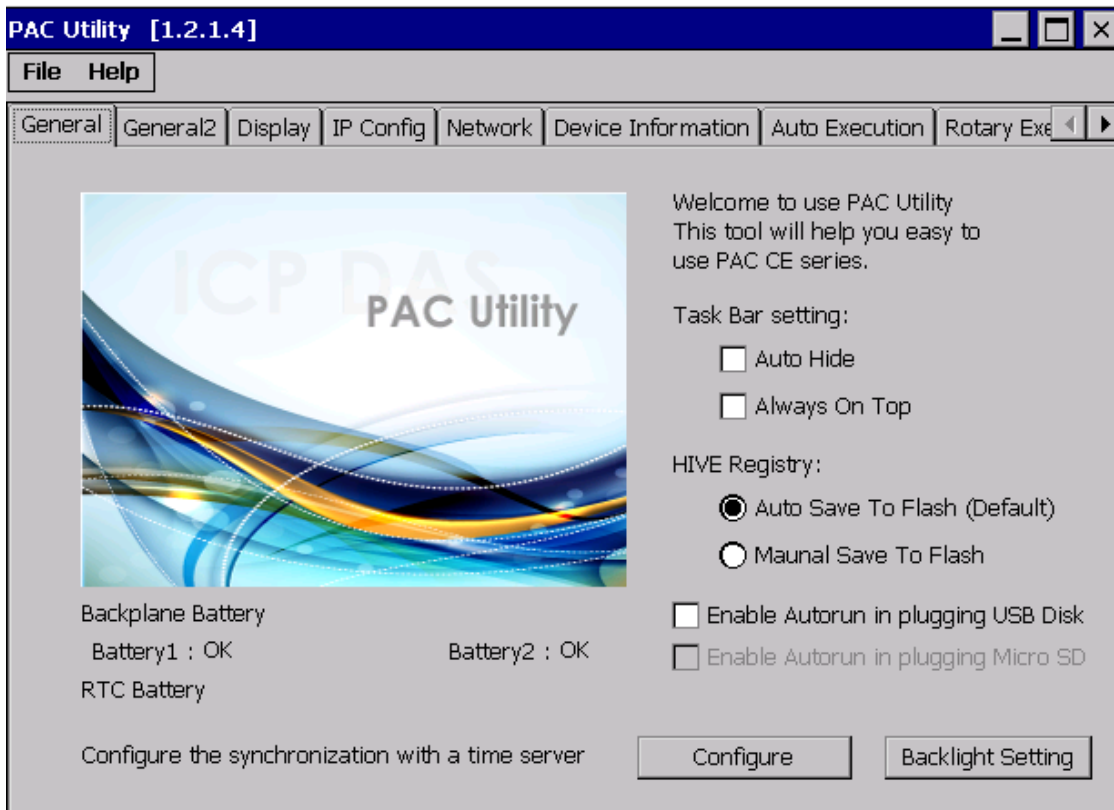 PAC Utility [1.2.1.4]
File Help
General General2 Display IP Config Network Device Information Auto Execution Rotary Exe
ICP DAS
PAC Utility
Welcome to use PAC Utility
This tool will help you easy to
use PAC CE series.
Task Bar setting:
Auto Hide
Always On Top
HIVE Registry:
Auto Save To Flash (Default)
Maunal Save To Flash
Enable Autorun in plugging USB Disk
Enable Autorun in plugging Micro SD
Backplane Battery
Battery1 : OK Battery2 : OK
RTC Battery
Configure the synchronization with a time server Configure Backlight Setting